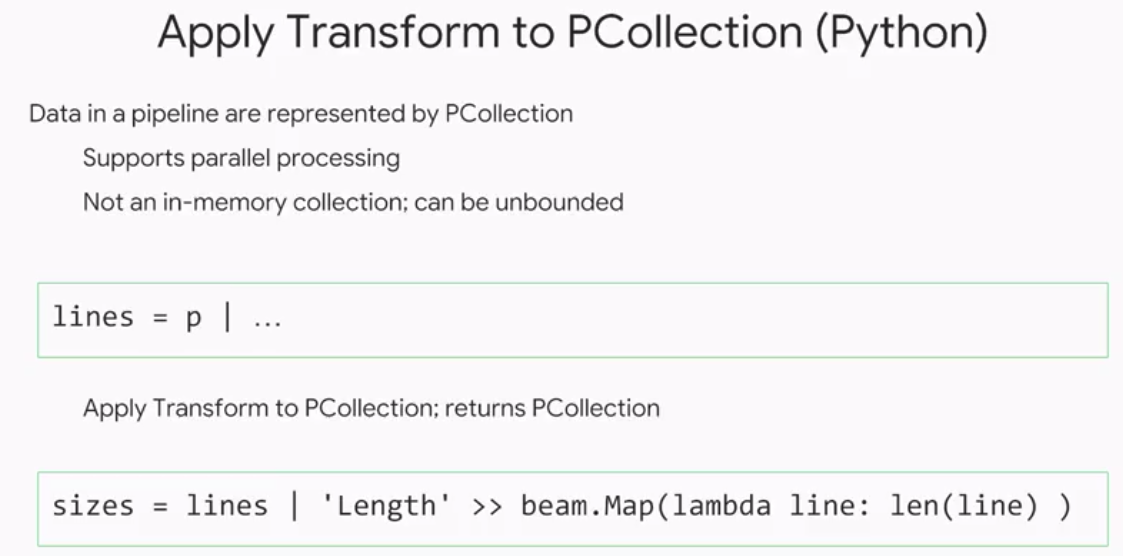 Apply Transform to PCollection (Python)
Data in a pipeline are represented by PCollection
Supports parallel processing
Not an in-memory collection; can be unbounded
lines = p | ...
Apply Transform to PCollection; returns PCollection
sizes = lines | 'Length' >> beam.Map(lambda line: len(line) )